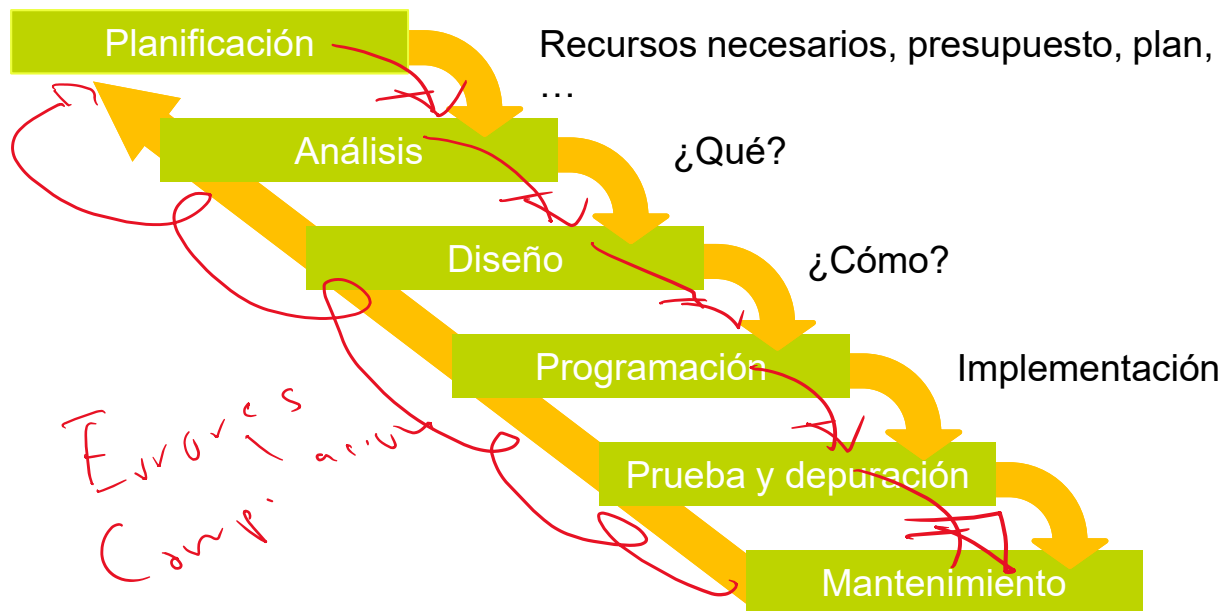 Planificación
Recursos necesarios, presupuesto, plan,
…
Análisis
¿Qué?
Diseño
¿Cómo?
Programación
Implementación
Errores
Prueba y depuración
Mantenimiento